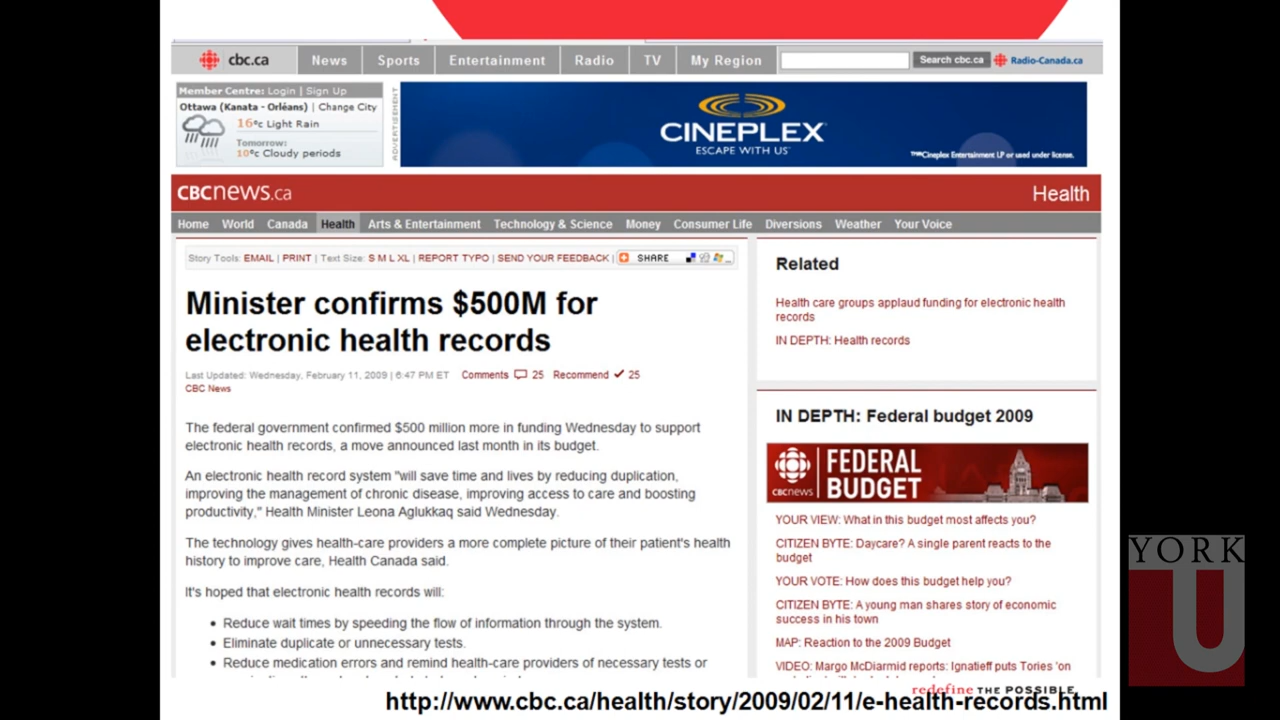 cbc.ca News Sports Entertainment Radio TV My Region Search cbc.ca Radio-Canada.ca
Member Centre: Login | Sign Up
Ottawa (Kanata - Orléans) | Change City
16°c Light Rain
Tomorrow:
10°c Cloudy periods
ADVERTISEMENT
CINEPLEX
ESCAPE WITH US
Cineplex Entertainment LP or used under license.
CBCnews.ca Health
Home World Canada Health Arts & Entertainment Technology & Science Money Consumer Life Diversions Weather Your Voice
Story Tools: EMAIL | PRINT | Text Size: S M L XL | REPORT TYPO | SEND YOUR FEEDBACK | SHARE
Minister confirms $500M for
electronic health records
Last Updated: Wednesday, February 11, 2009 | 6:47 PM ET Comments 25 Recommend 25
CBC News
The federal government confirmed $500 million more in funding Wednesday to support
electronic health records, a move announced last month in its budget.
An electronic health record system "will save time and lives by reducing duplication,
improving the management of chronic disease, improving access to care and boosting
productivity," Health Minister Leona Aglukkaq said Wednesday.
The technology gives health-care providers a more complete picture of their patient's health
history to improve care, Health Canada said.
It's hoped that electronic health records will:
• Reduce wait times by speeding the flow of information through the system.
• Eliminate duplicate or unnecessary tests.
• Reduce medication errors and remind health-care providers of necessary tests or
Related
Health care groups applaud funding for electronic health
records
IN DEPTH: Health records
IN DEPTH: Federal budget 2009
CBCnews
FEDERAL
BUDGET
YOUR VIEW: What in this budget most affects you?
CITIZEN BYTE: Daycare? A single parent reacts to the
budget
YOUR VOTE: How does this budget help you?
CITIZEN BYTE: A young man shares story of economic
success in his town
MAP: Reaction to the 2009 Budget
VIDEO: Margo McDiarmid reports: Ignatieff puts Tories 'on
redefine THE POSSIBLE.
http://www.cbc.ca/health/story/2009/02/11/e-health-records.html
YORK
U